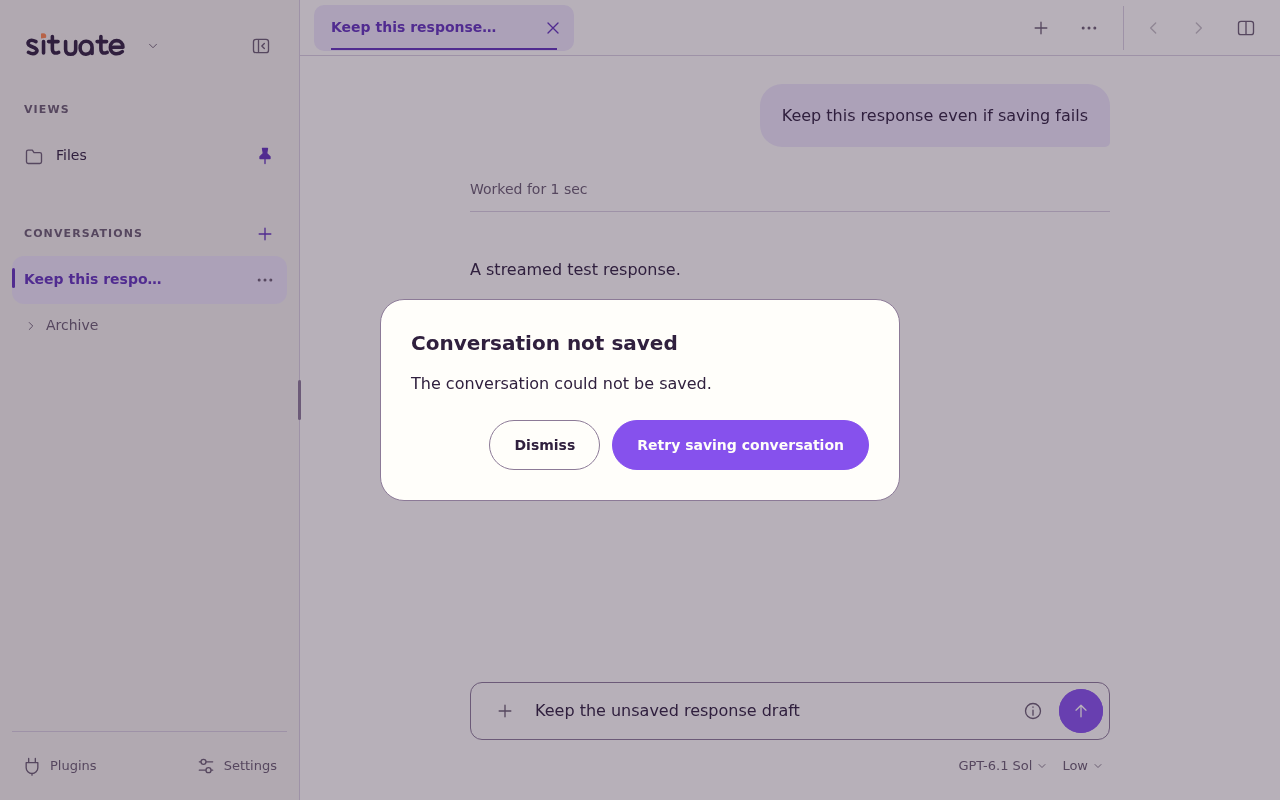 situate
VIEWS
Files
CONVERSATIONS
Keep this respo…
Archive
Plugins
Settings
Keep this response…
Keep this response even if saving fails
Worked for 1 sec
A streamed test response.
Conversation not saved
The conversation could not be saved.
Dismiss
Retry saving conversation
Keep the unsaved response draft
GPT-6.1 Sol
Low